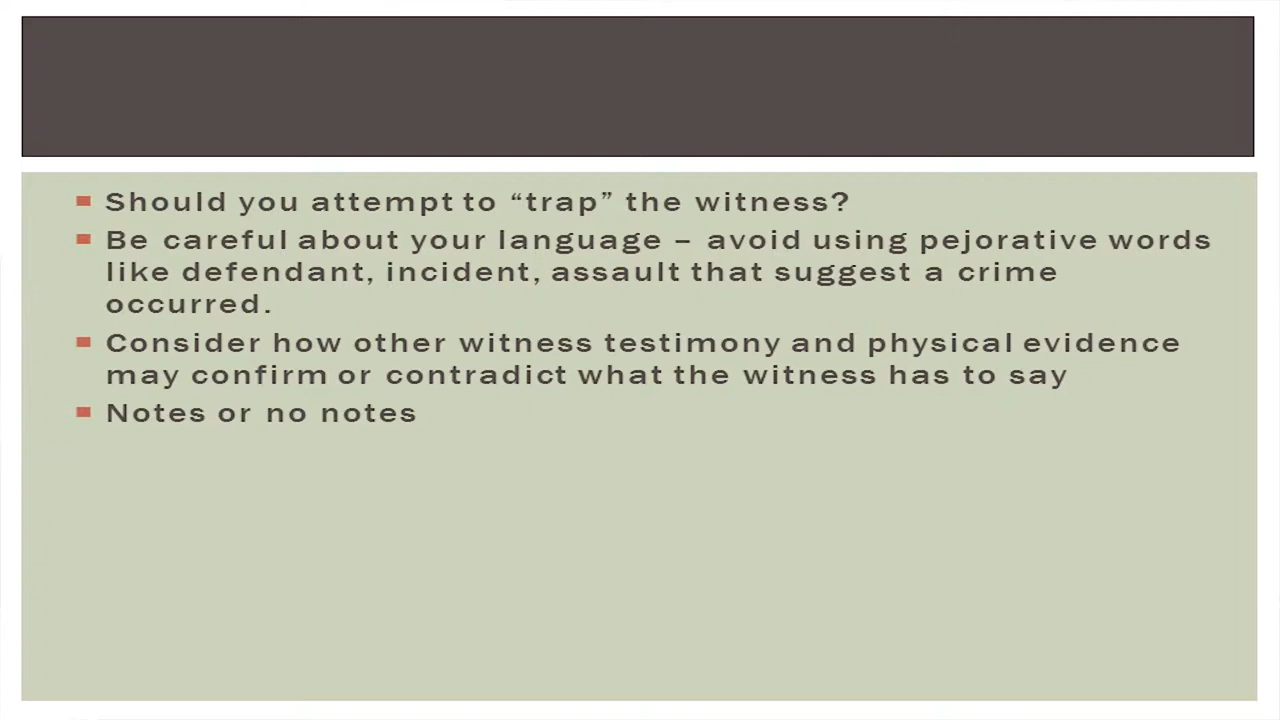 Should you attempt to “trap” the witness?
Be careful about your language – avoid using pejorative words
like defendant, incident, assault that suggest a crime
occurred.
Consider how other witness testimony and physical evidence
may confirm or contradict what the witness has to say
Notes or no notes